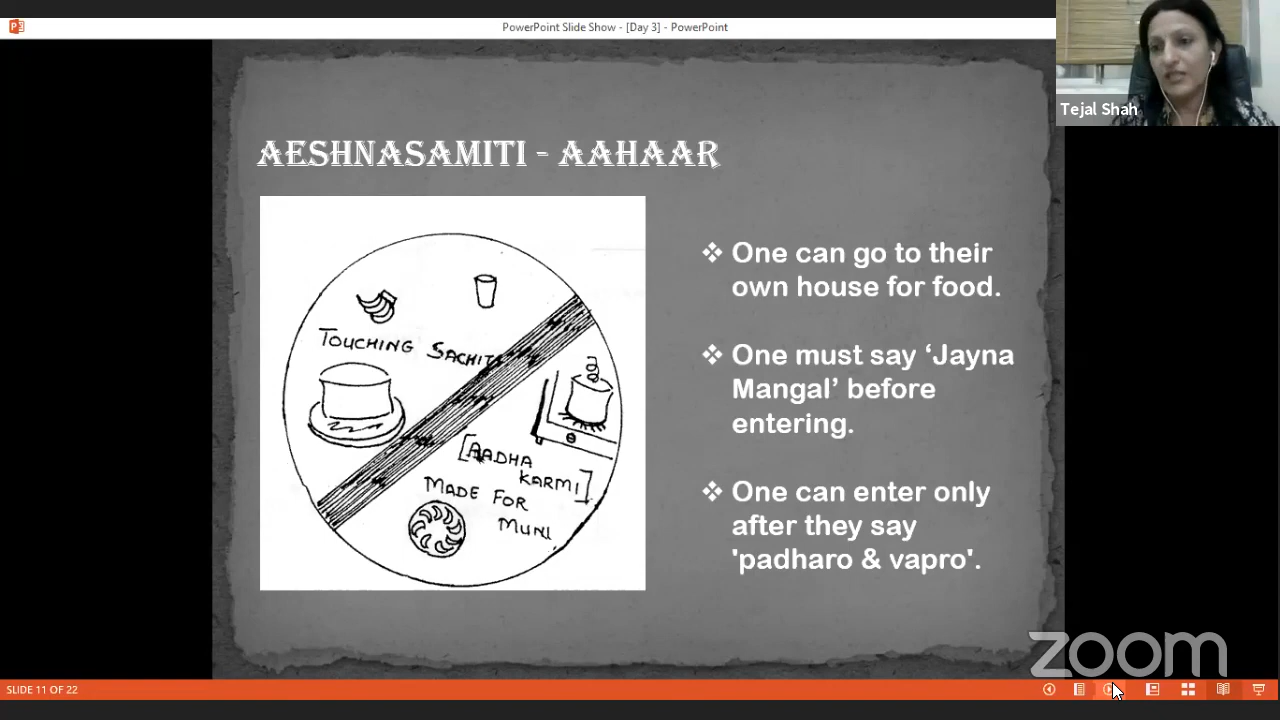 PowerPoint Slide Show - [Day 3] - PowerPoint
Tejal Shah
AESHNASAMITI - AAHAAR
TOUCHING SACHIT
[AADHA
KARMI]
MADE FOR
MUNI
❖ One can go to their
own house for food.
❖ One must say ‘Jayna
Mangal’ before
entering.
❖ One can enter only
after they say
'padharo & vapro'.
zoom
SLIDE 11 OF 22